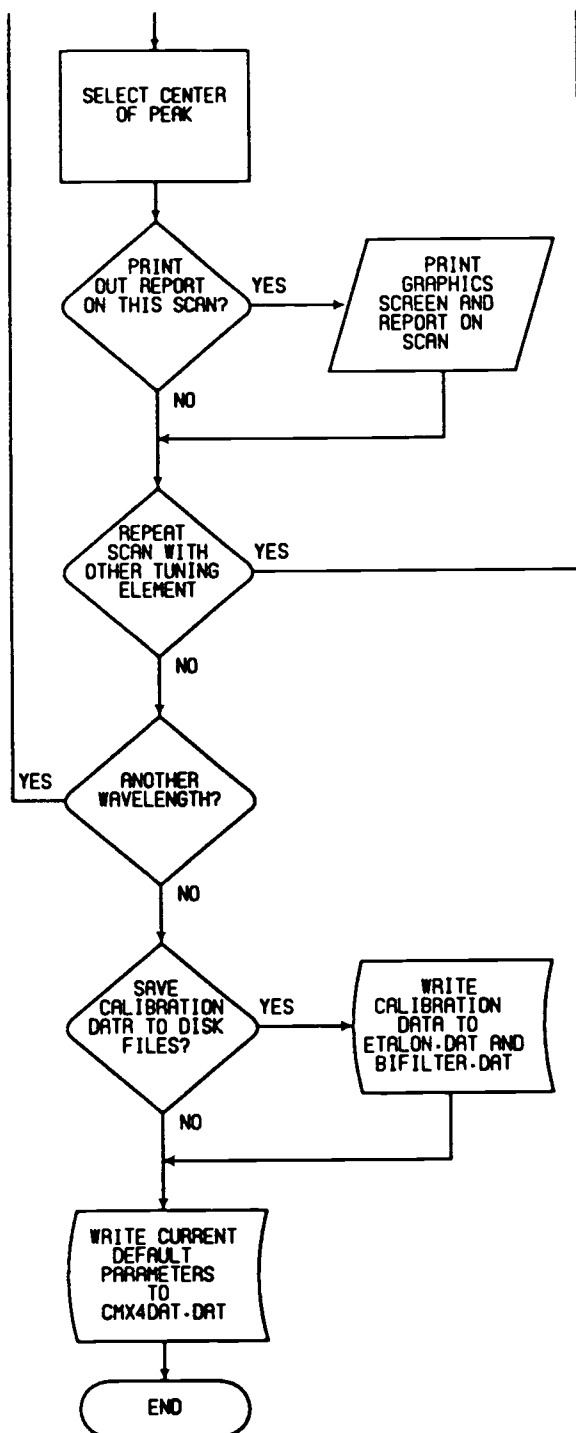 SELECT CENTER
OF PEAK
PRINT
OUT REPORT
ON THIS SCAN?
YES
PRINT
GRAPHICS
SCREEN AND
REPORT ON
SCAN
NO
REPEAT
SCAN WITH
OTHER TUNING
ELEMENT
YES
NO
YES
ANOTHER
WAVELENGTH?
NO
SAVE
CALIBRATION
DATA TO DISK
FILES?
YES
WRITE
CALIBRATION
DATA TO
ETALON.DAT AND
BIFILTER.DAT
NO
WRITE CURRENT
DEFAULT
PARAMETERS
TO
CMX4DAT.DAT
END